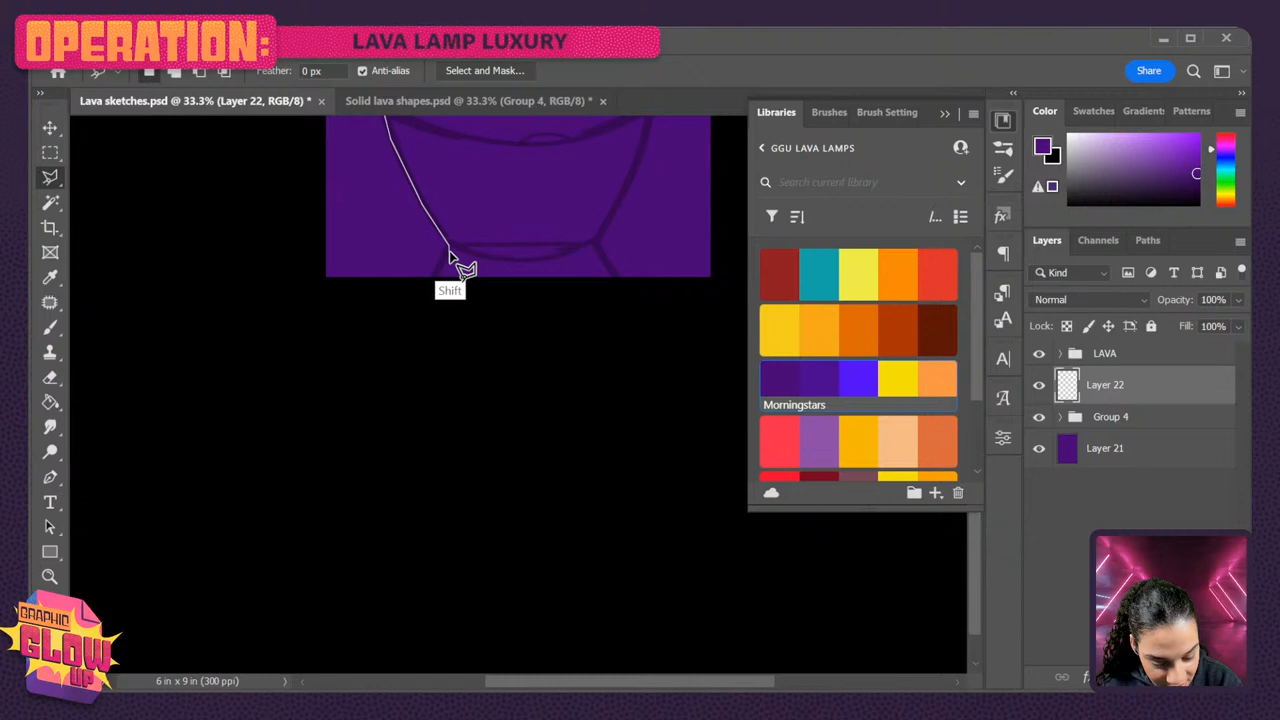 OPERATION:
LAVA LAMP LUXURY
Feather: 0 px
Anti-alias
Select and Mask...
Share
Lava sketches.psd @ 33.3% (Layer 22, RGB/8) *
Solid lava shapes.psd @ 33.3% (Group 4, RGB/8) *
Libraries
Brushes
Brush Setting
GGU LAVA LAMPS
Search current library
Morningstars
Color
Swatches
Gradient
Patterns
Layers
Channels
Paths
Kind
Normal
Opacity: 100%
Lock:
Fill: 100%
LAVA
Layer 22
Group 4
Layer 21
Shift
6 in x 9 in (300 ppi)
GRAPHIC
GLOW
UP